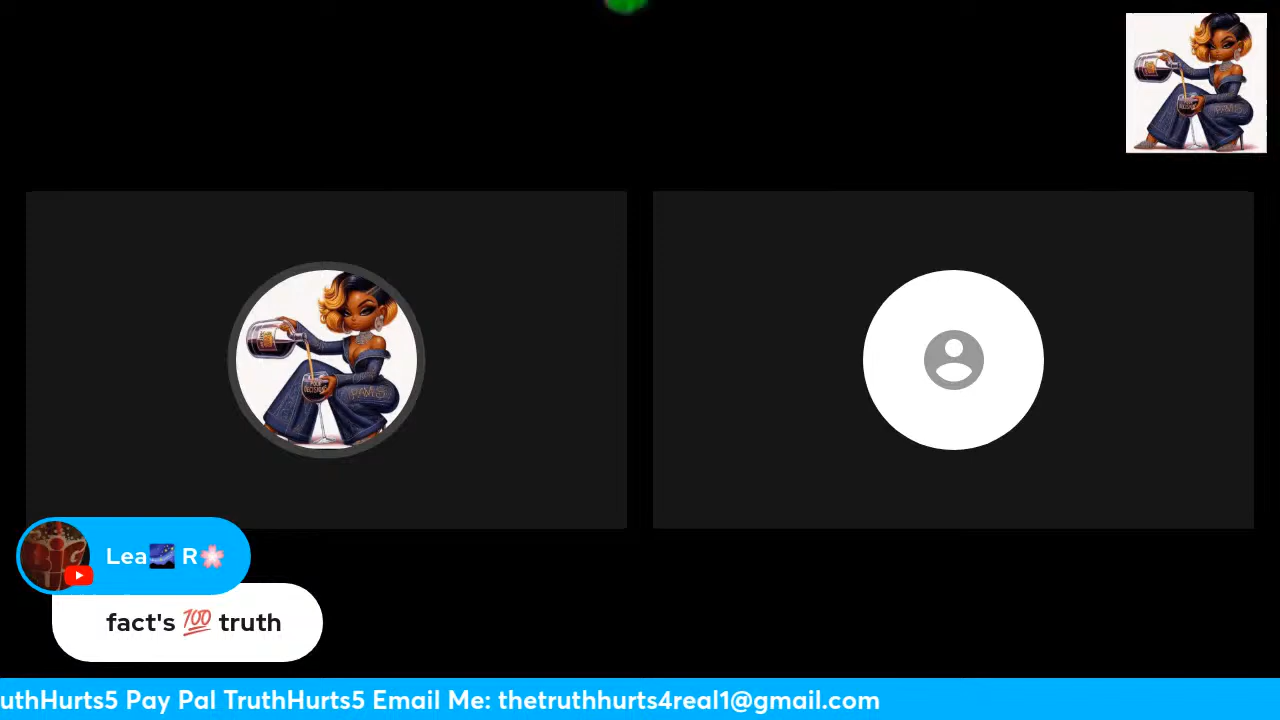 Lea🌌 R🌸
fact's 💯 truth
uthHurts5 Pay Pal TruthHurts5 Email Me: thetruthhurts4real1@gmail.com